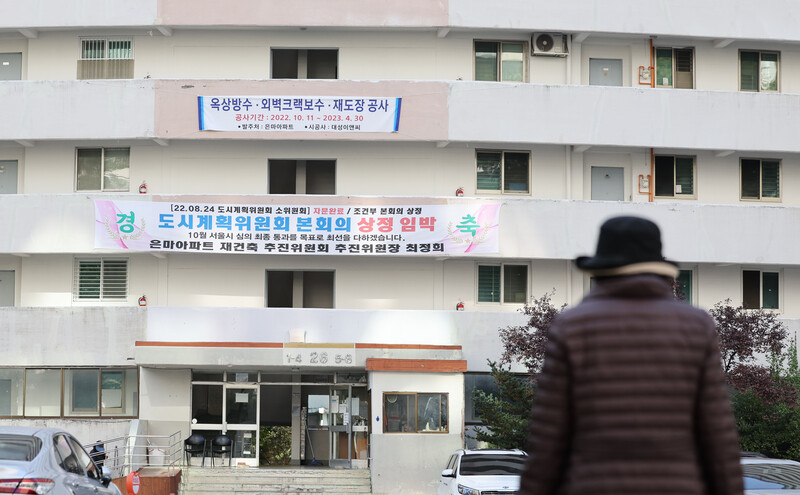 옥상방수 · 외벽크랙보수 · 재도장 공사
공사기간 : 2022. 10. 11 ~ 2023. 4. 30
• 발주처 : 은마아파트 • 시공사 : 대성이앤씨
경 축
[22.08.24 도시계획위원회 소위원회] 자문완료 / 조건부 본회의 상정
도시계획위원회 본회의 상정 임박
10월 서울시 심의 최종 통과를 목표로 최선을 다하겠습니다.
은마아파트 재건축 추진위원회 추진위원장 최정희
1-4 28 5-8